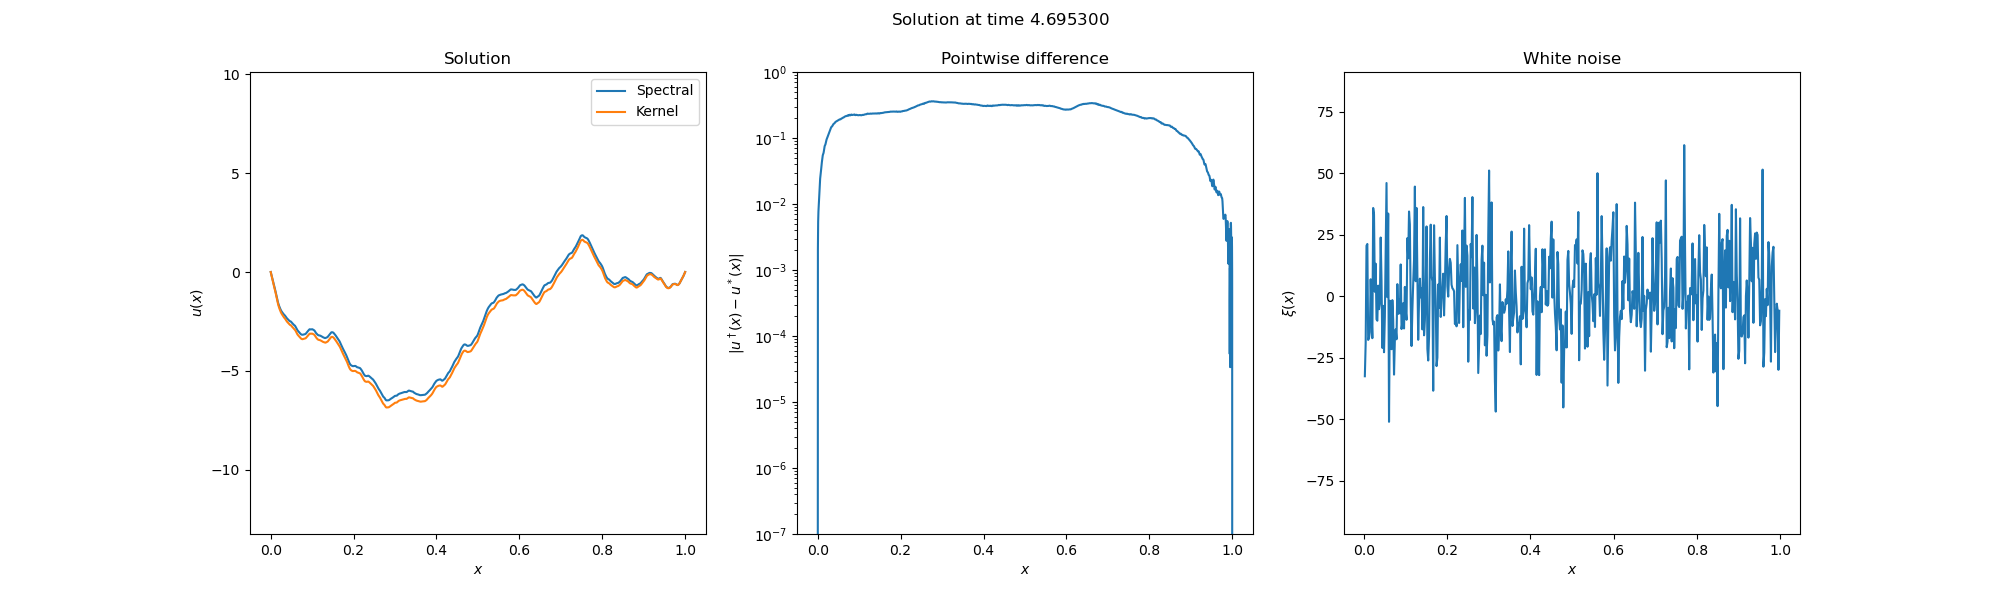 Solution at time 4.695300
Solution
10
5
0
−5
−10
u(x)
Spectral
Kernel
0.0 0.2 0.4 0.6 0.8 1.0
x
Pointwise difference
10⁰
10⁻¹
10⁻²
10⁻³
10⁻⁴
10⁻⁵
10⁻⁶
10⁻⁷
|u†(x) − u*(x)|
0.0 0.2 0.4 0.6 0.8 1.0
x
White noise
75
50
25
0
−25
−50
−75
ξ(x)
0.0 0.2 0.4 0.6 0.8 1.0
x